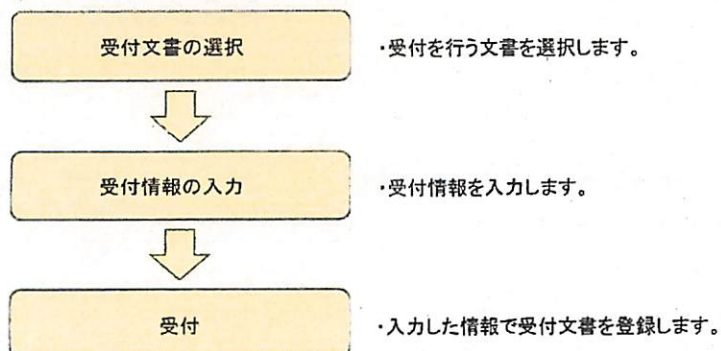 受付文書の選択
・受付を行う文書を選択します。
受付情報の入力
・受付情報を入力します。
受付
・入力した情報で受付文書を登録します。